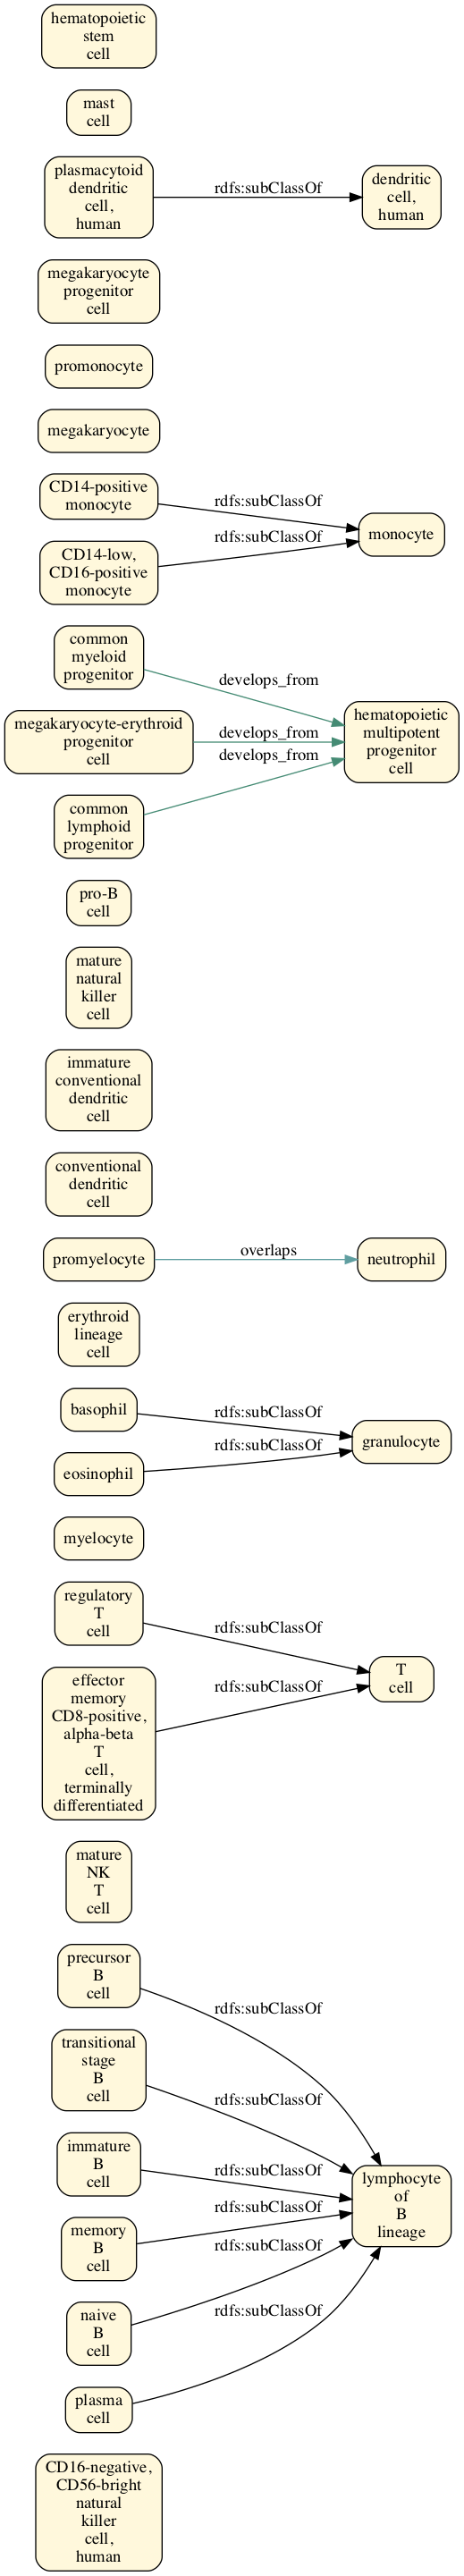 hematopoietic
stem
cell
mast
cell
plasmacytoid
dendritic
cell,
human
rdfs:subClassOf
dendritic
cell,
human
megakaryocyte
progenitor
cell
promonocyte
megakaryocyte
CD14-positive
monocyte
rdfs:subClassOf
CD14-low,
CD16-positive
monocyte
rdfs:subClassOf
monocyte
common
myeloid
progenitor
develops_from
megakaryocyte-erythroid
progenitor
cell
develops_from
common
lymphoid
progenitor
develops_from
hematopoietic
multipotent
progenitor
cell
pro-B
cell
mature
natural
killer
cell
immature
conventional
dendritic
cell
conventional
dendritic
cell
promyelocyte
overlaps
neutrophil
erythroid
lineage
cell
basophil
rdfs:subClassOf
eosinophil
rdfs:subClassOf
granulocyte
myelocyte
regulatory
T
cell
rdfs:subClassOf
effector
memory
CD8-positive,
alpha-beta
T
cell,
terminally
differentiated
rdfs:subClassOf
T
cell
mature
NK
T
cell
precursor
B
cell
rdfs:subClassOf
transitional
stage
B
cell
rdfs:subClassOf
immature
B
cell
rdfs:subClassOf
memory
B
cell
rdfs:subClassOf
naive
B
cell
rdfs:subClassOf
plasma
cell
rdfs:subClassOf
lymphocyte
of
B
lineage
CD16-negative,
CD56-bright
natural
killer
cell,
human